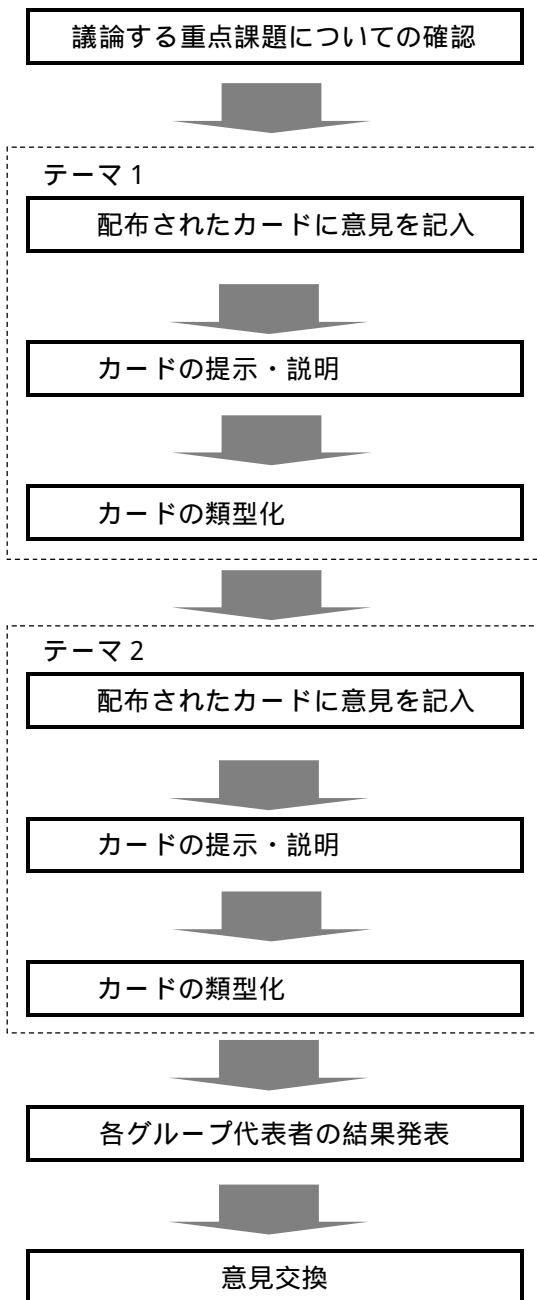 議論する重点課題についての確認
テーマ1
配布されたカードに意見を記入
カードの提示・説明
カードの類型化
テーマ2
配布されたカードに意見を記入
カードの提示・説明
カードの類型化
各グループ代表者の結果発表
意見交換